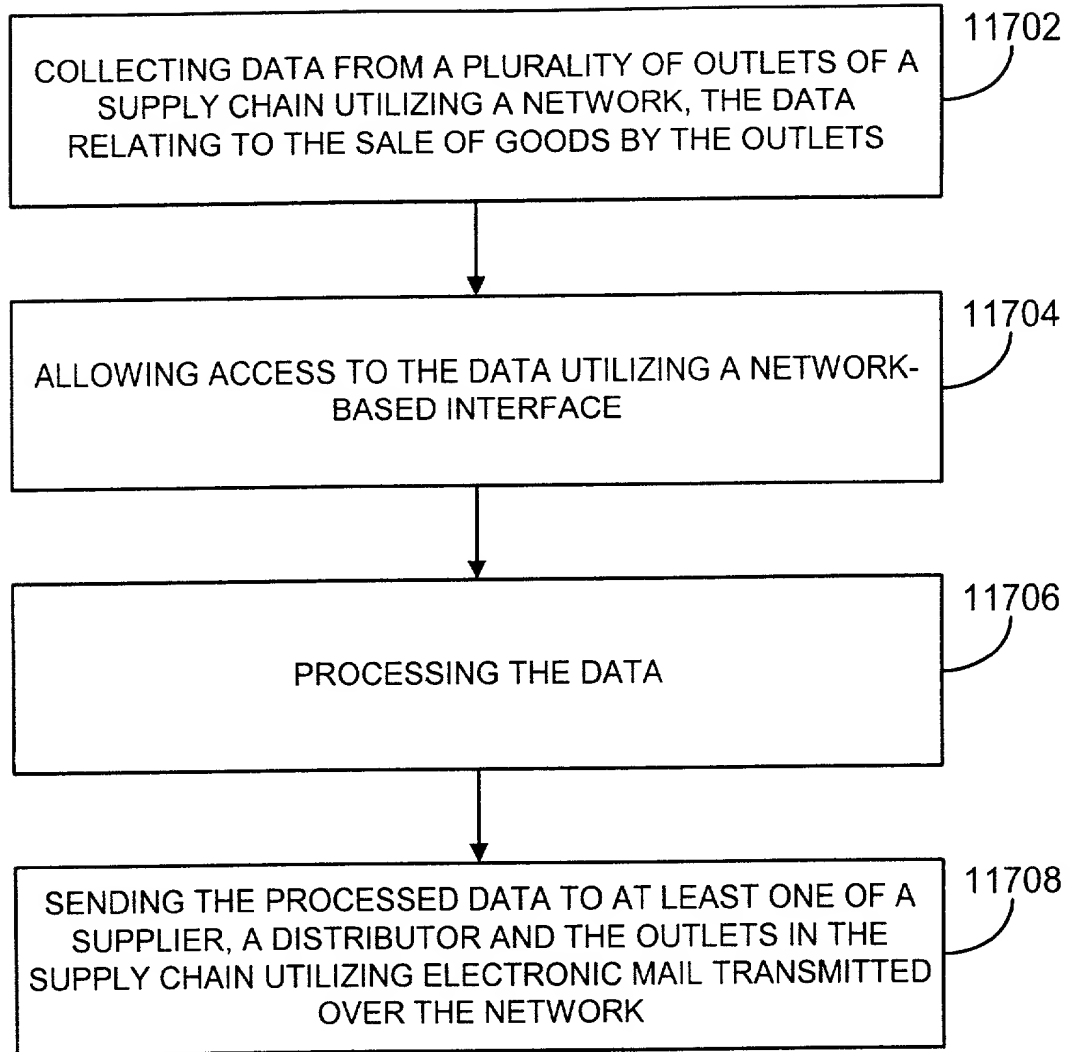 11702
COLLECTING DATA FROM A PLURALITY OF OUTLETS OF A
SUPPLY CHAIN UTILIZING A NETWORK, THE DATA
RELATING TO THE SALE OF GOODS BY THE OUTLETS
11704
ALLOWING ACCESS TO THE DATA UTILIZING A NETWORK-
BASED INTERFACE
11706
PROCESSING THE DATA
11708
SENDING THE PROCESSED DATA TO AT LEAST ONE OF A
SUPPLIER, A DISTRIBUTOR AND THE OUTLETS IN THE
SUPPLY CHAIN UTILIZING ELECTRONIC MAIL TRANSMITTED
OVER THE NETWORK